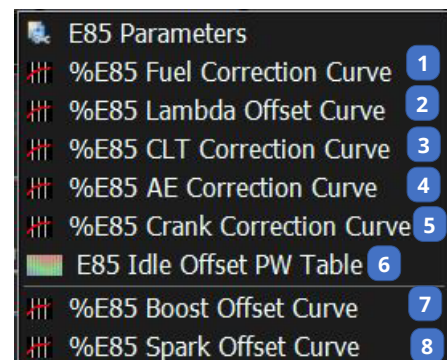 E85 Parameters
%E85 Fuel Correction Curve 1
%E85 Lambda Offset Curve 2
%E85 CLT Correction Curve 3
%E85 AE Correction Curve 4
%E85 Crank Correction Curve 5
E85 Idle Offset PW Table 6
%E85 Boost Offset Curve 7
%E85 Spark Offset Curve 8